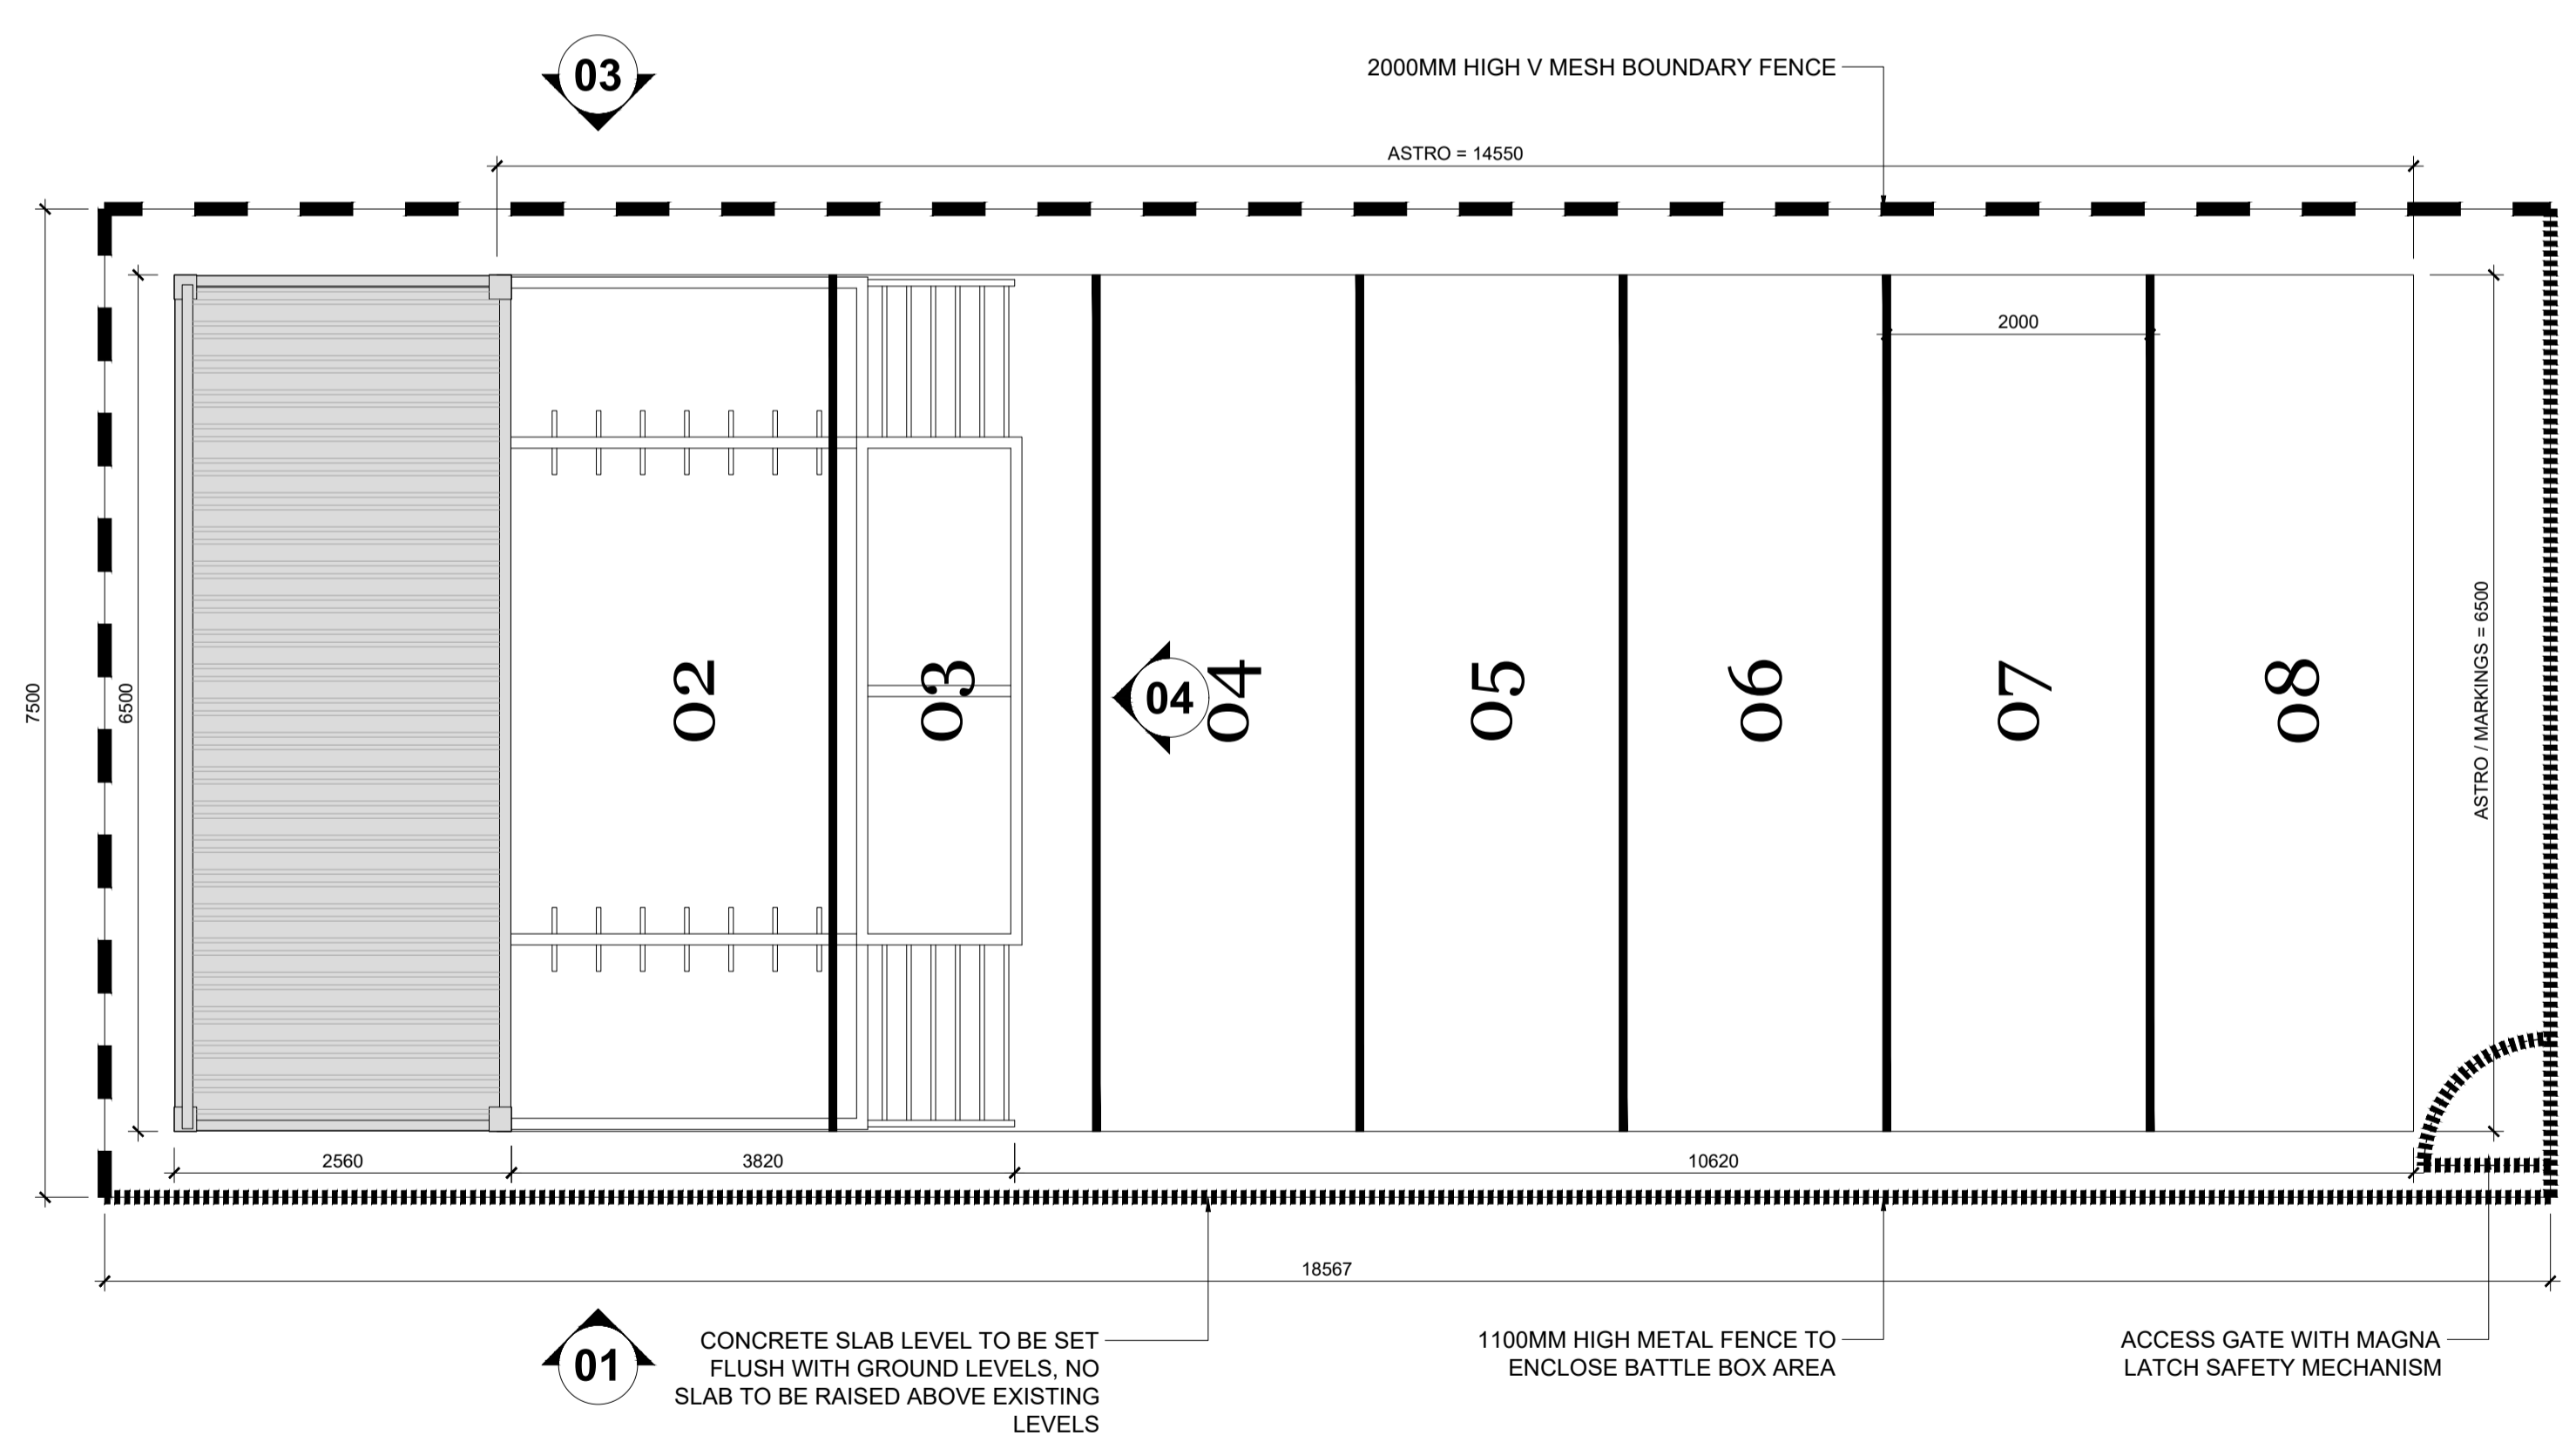 03
2000MM HIGH V MESH BOUNDARY FENCE
ASTRO = 14550
2000
7500
6500
02
03
04
04
05
06
07
08
ASTRO / MARKINGS = 6500
2560
3820
10620
18567
01
CONCRETE SLAB LEVEL TO BE SET
FLUSH WITH GROUND LEVELS, NO
SLAB TO BE RAISED ABOVE EXISTING
LEVELS
1100MM HIGH METAL FENCE TO
ENCLOSE BATTLE BOX AREA
ACCESS GATE WITH MAGNA
LATCH SAFETY MECHANISM